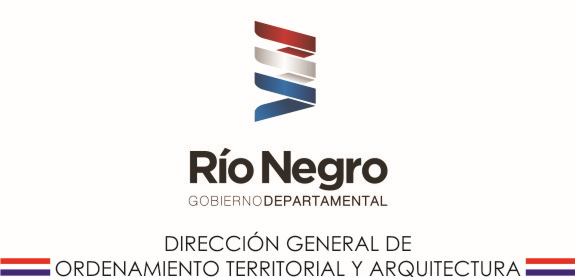 Río Negro
GOBIERNODEPARTAMENTAL
DIRECCIÓN GENERAL DE
ORDENAMIENTO TERRITORIAL Y ARQUITECTURA